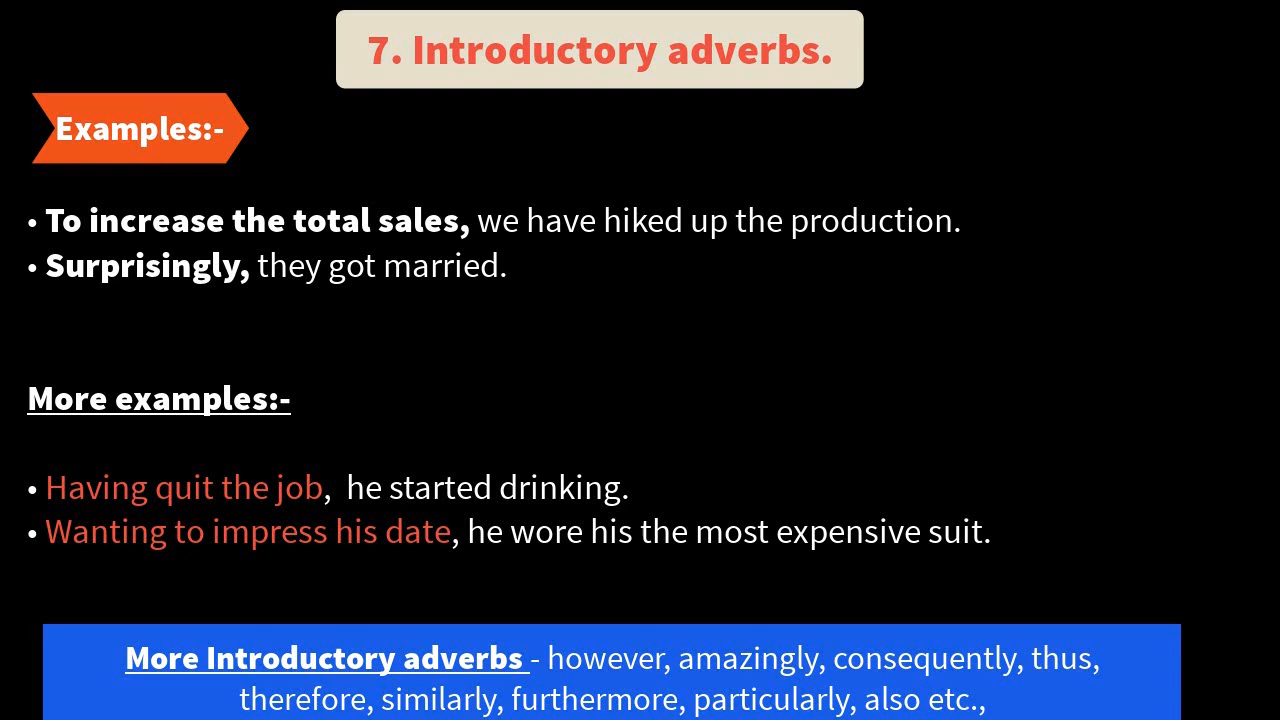 7. Introductory adverbs.
Examples:-
• To increase the total sales, we have hiked up the production.
• Surprisingly, they got married.
More examples:-
• Having quit the job,  he started drinking.
• Wanting to impress his date, he wore his the most expensive suit.
More Introductory adverbs - however, amazingly, consequently, thus,
therefore, similarly, furthermore, particularly, also etc.,